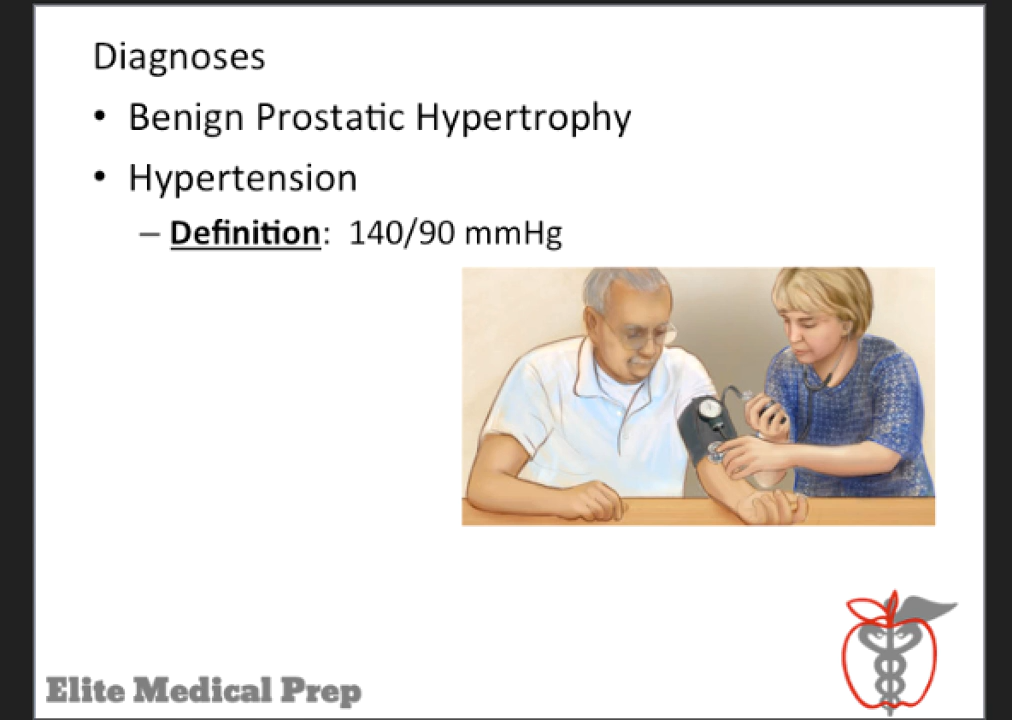 Diagnoses
• Benign Prostatic Hypertrophy
• Hypertension
– Definition: 140/90 mmHg
Elite Medical Prep